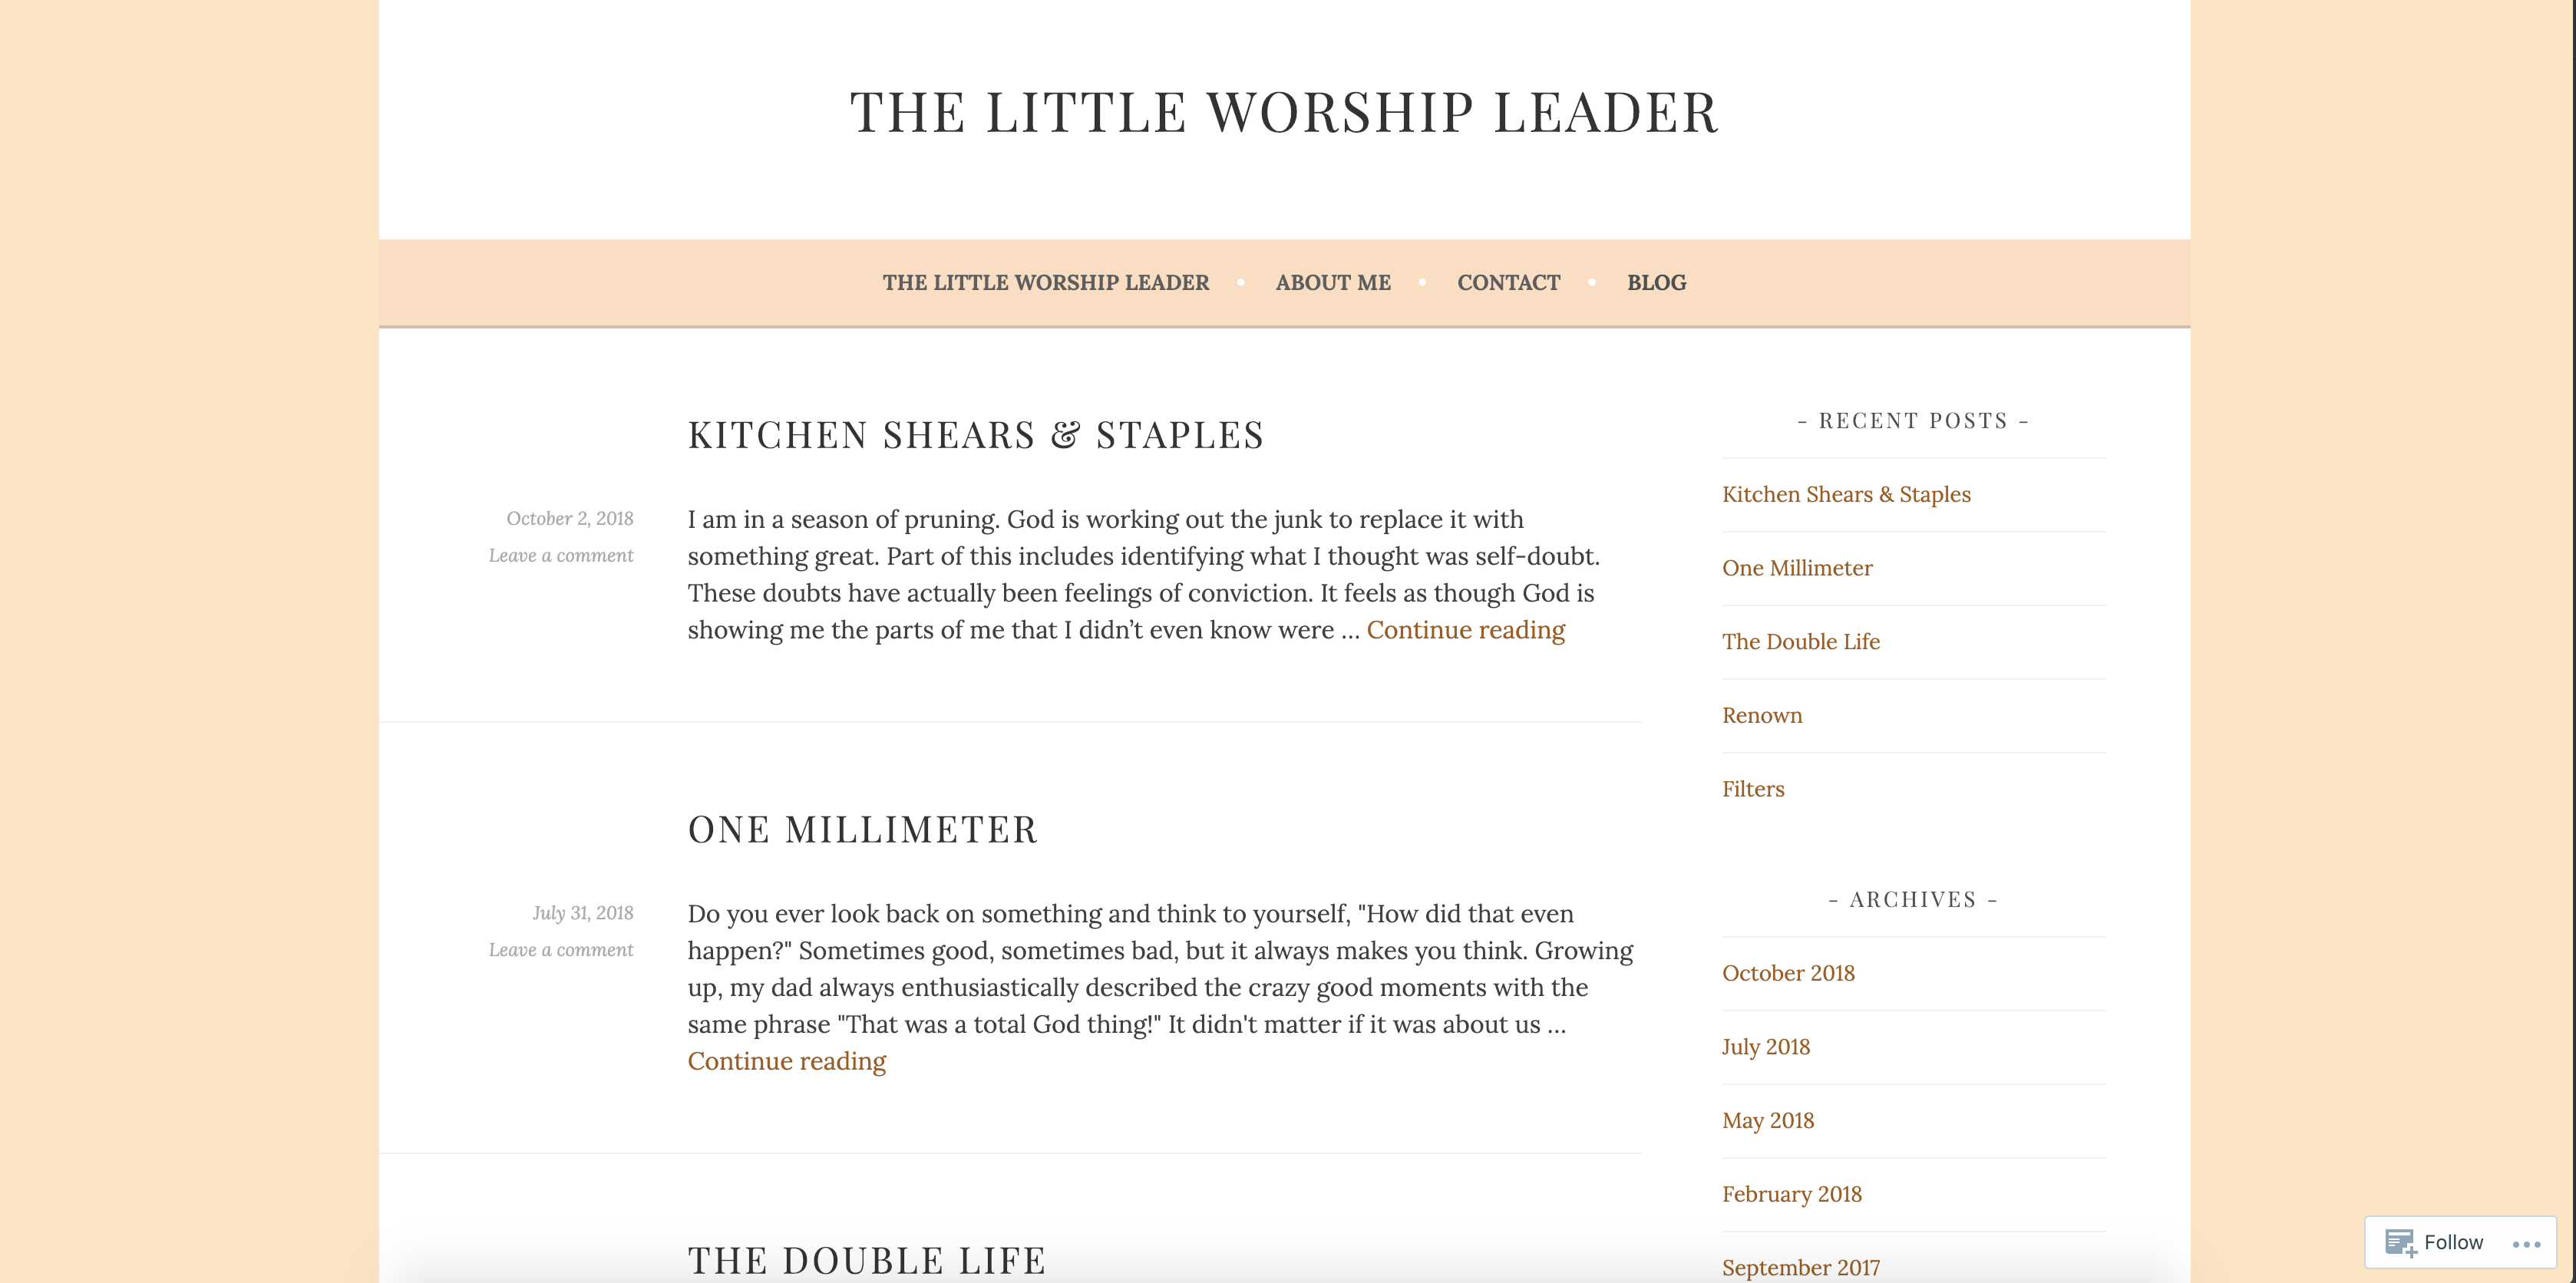 THE LITTLE WORSHIP LEADER
THE LITTLE WORSHIP LEADER • ABOUT ME • CONTACT • BLOG
KITCHEN SHEARS & STAPLES
October 2, 2018
Leave a comment
I am in a season of pruning. God is working out the junk to replace it with
something great. Part of this includes identifying what I thought was self-doubt.
These doubts have actually been feelings of conviction. It feels as though God is
showing me the parts of me that I didn’t even know were … Continue reading
ONE MILLIMETER
July 31, 2018
Leave a comment
Do you ever look back on something and think to yourself, "How did that even
happen?" Sometimes good, sometimes bad, but it always makes you think. Growing
up, my dad always enthusiastically described the crazy good moments with the
same phrase "That was a total God thing!" It didn't matter if it was about us …
Continue reading
THE DOUBLE LIFE
- RECENT POSTS -
Kitchen Shears & Staples
One Millimeter
The Double Life
Renown
Filters
- ARCHIVES -
October 2018
July 2018
May 2018
February 2018
September 2017
Follow